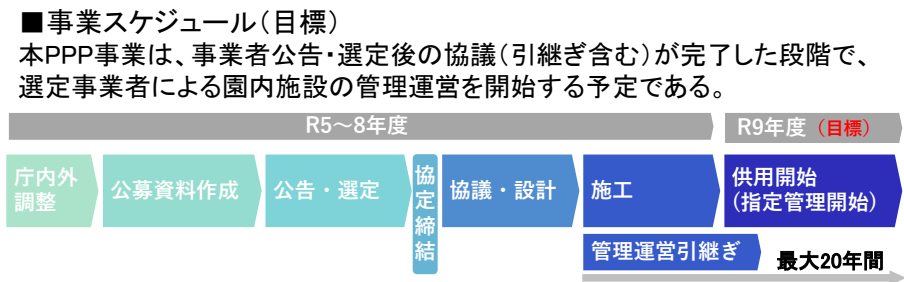 ■事業スケジュール（目標）
本PPP事業は、事業者公告・選定後の協議（引継ぎ含む）が完了した段階で、
選定事業者による園内施設の管理運営を開始する予定である。
R5～8年度
R9年度（目標）
庁内外
調整
公募資料作成
公告・選定
協定締結
協議・設計
施工
供用開始
(指定管理開始)
管理運営引継ぎ
最大20年間